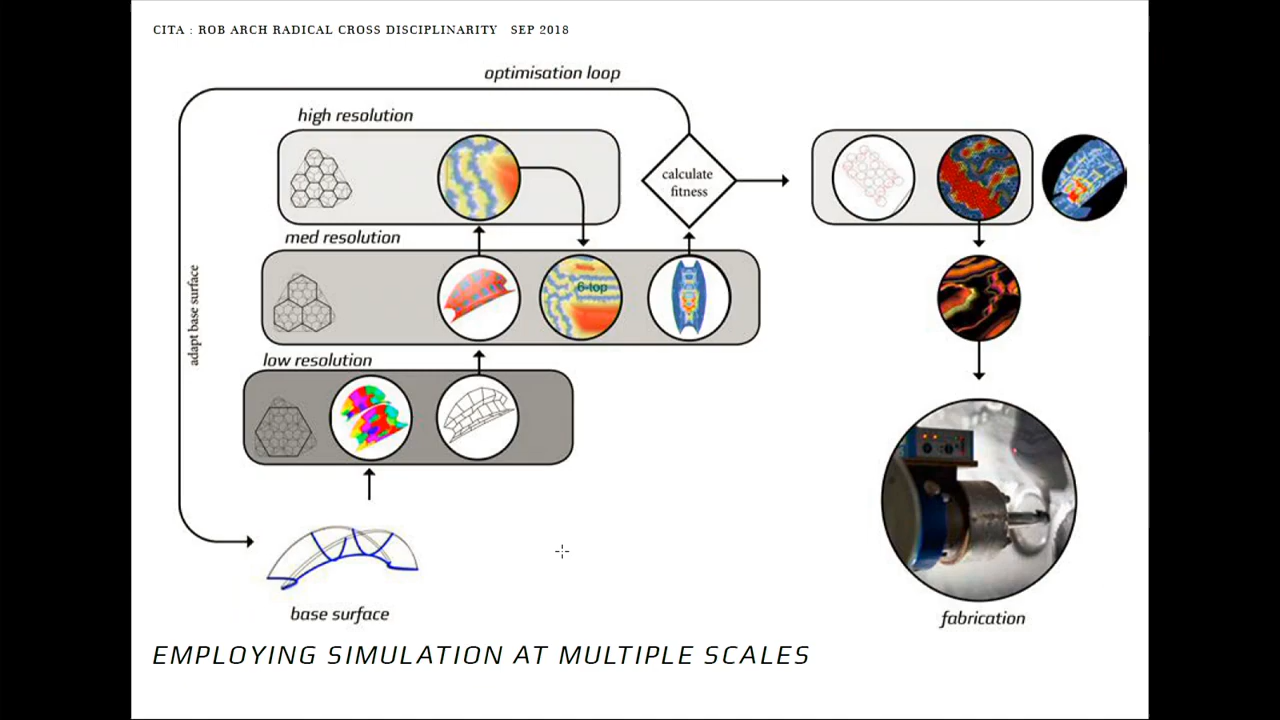 CITA : ROB ARCH RADICAL CROSS DISCIPLINARITY SEP 2018
optimisation loop
high resolution
calculate
fitness
med resolution
6-top
adapt base surface
low resolution
base surface
fabrication
EMPLOYING SIMULATION AT MULTIPLE SCALES